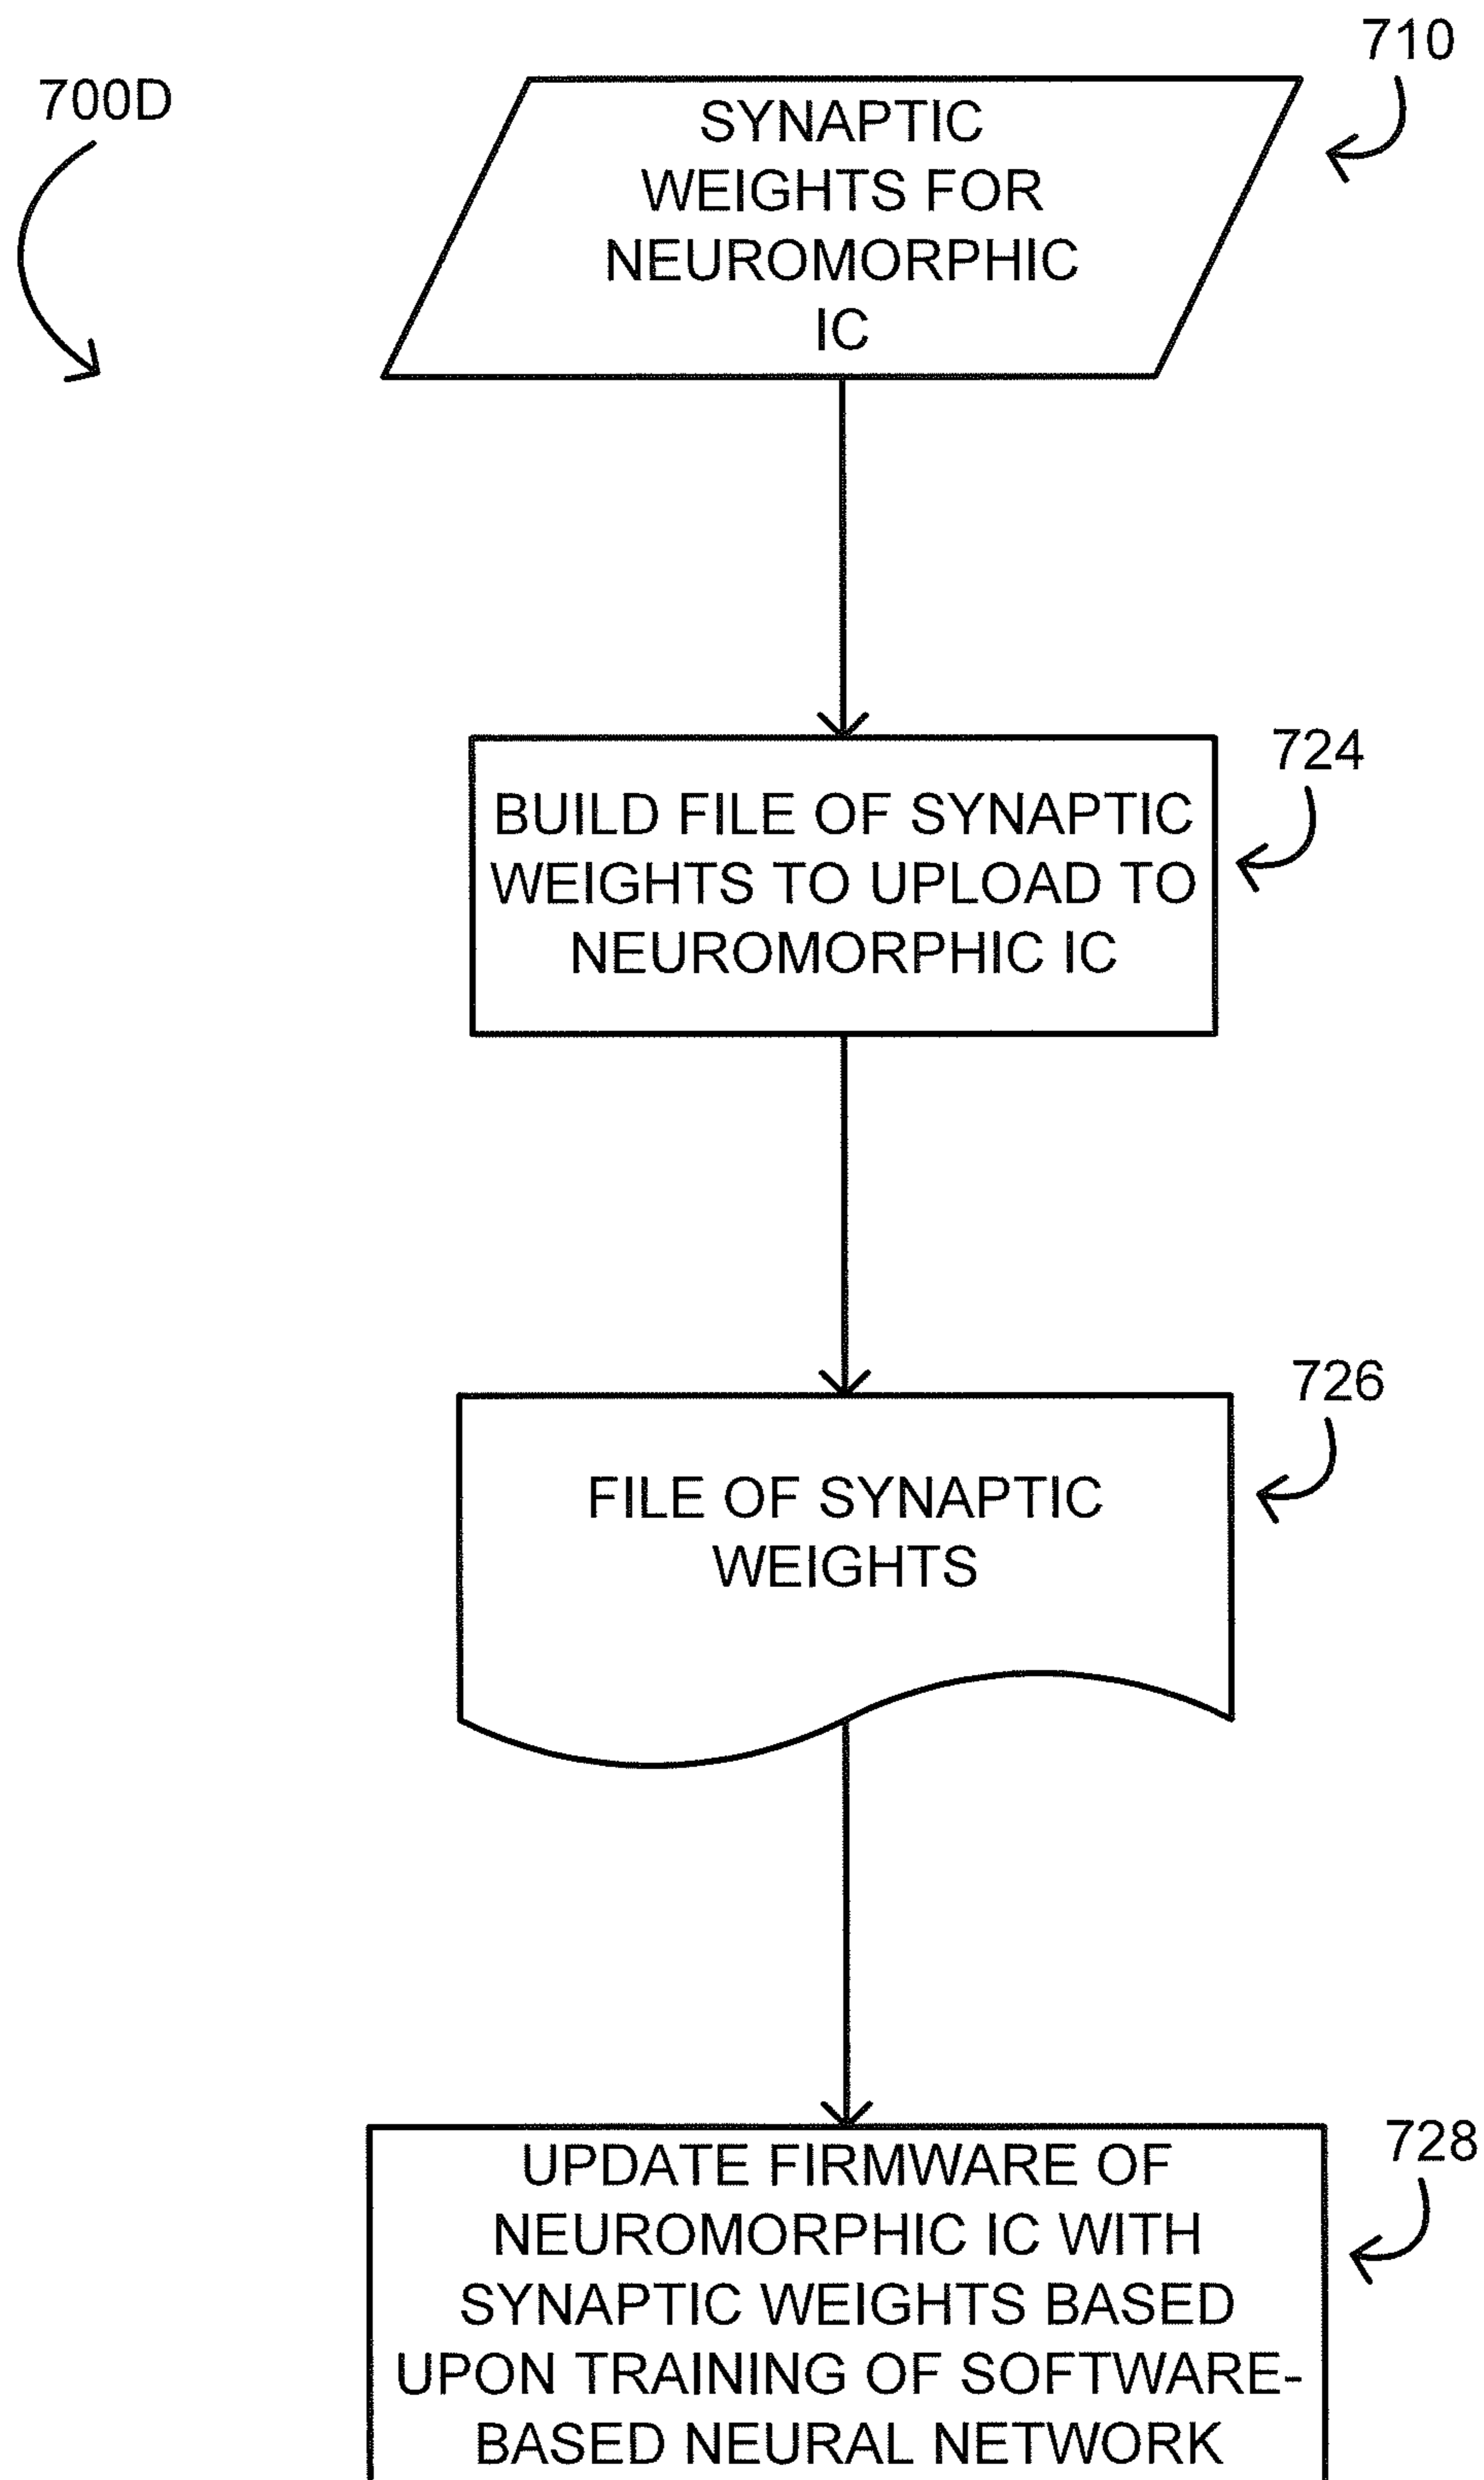 710
700D
SYNAPTIC
WEIGHTS FOR
NEUROMORPHIC
IC
724
BUILD FILE OF SYNAPTIC
WEIGHTS TO UPLOAD TO
NEUROMORPHIC IC
726
FILE OF SYNAPTIC
WEIGHTS
728
UPDATE FIRMWARE OF
NEUROMORPHIC IC WITH
SYNAPTIC WEIGHTS BASED
UPON TRAINING OF SOFTWARE-
BASED NEURAL NETWORK